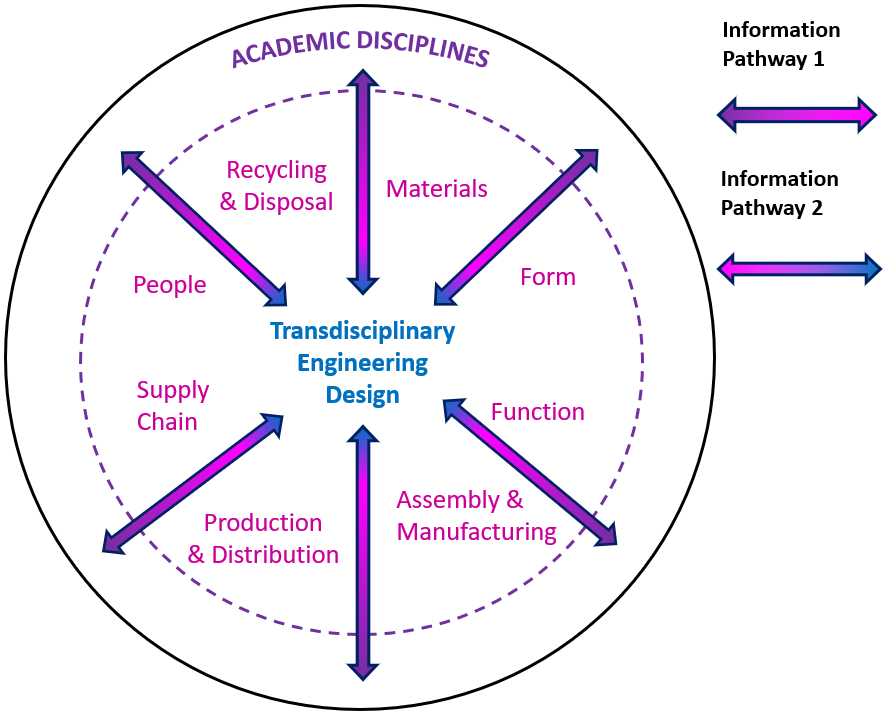 ACADEMIC DISCIPLINES
Information
Pathway 1
Information
Pathway 2
Recycling
& Disposal
Materials
People
Form
Transdisciplinary
Engineering
Design
Supply
Chain
Function
Assembly &
Manufacturing
Production
& Distribution